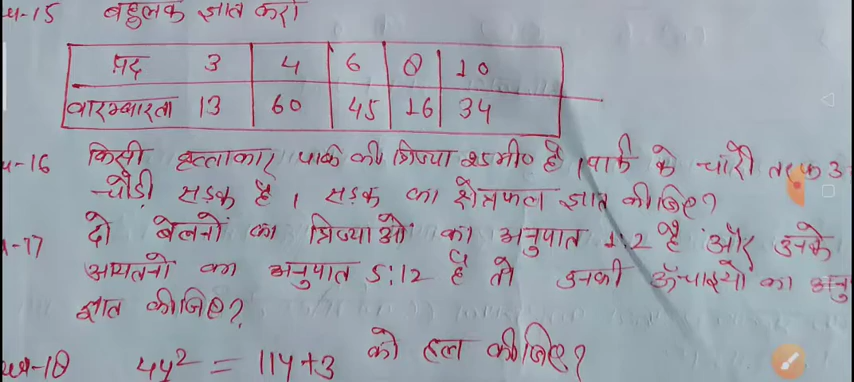 प्र-15 बहुलक ज्ञात करो
पद 3 4 6 8 10
वारम्बारता 13 60 45 16 34
प्र-16 किसी वृत्ताकार पार्क की त्रिज्या 25 मी० है। पार्क के चारों तरफ 3
चौड़ी सड़क है। सड़क का क्षेत्रफल ज्ञात कीजिए?
प्र-17 दो बेलनों का त्रिज्याओं का अनुपात 1:2 है और उनके
आयतनो का अनुपात 5:12 है तो उनकी ऊँचाइयों का अनु
ज्ञात कीजिए?
प्रश्न-18 4y² = 11y+3 को हल कीजिए?